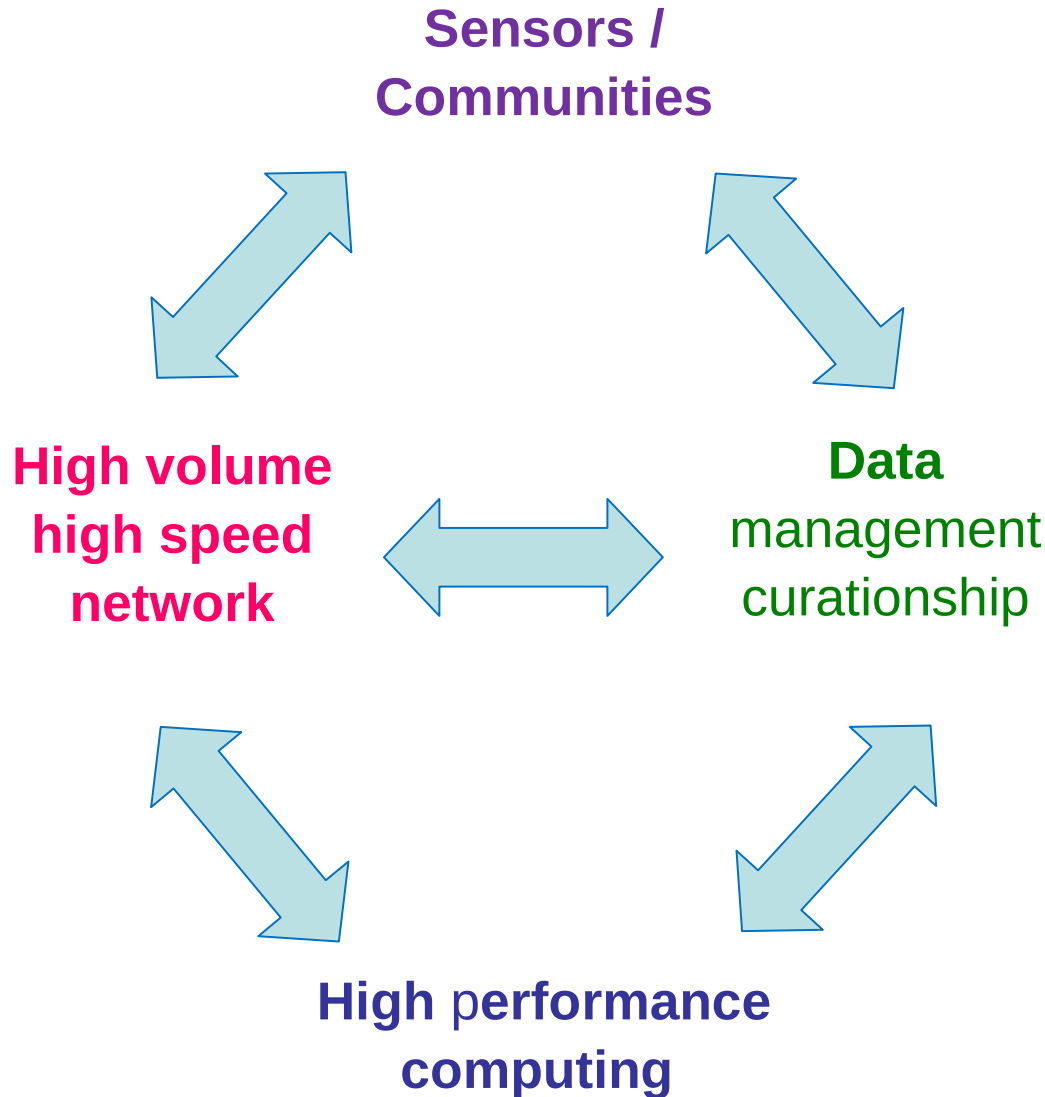 Sensors /
Communities
High volume
high speed
network
Data
management
curationship
High performance
computing